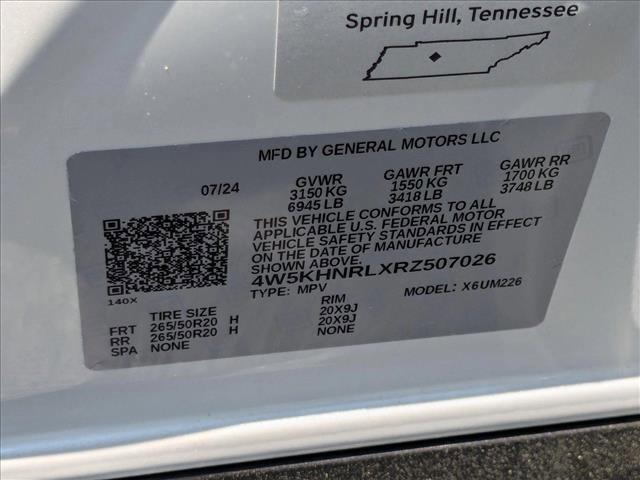 Spring Hill, Tennessee
MFD BY GENERAL MOTORS LLC
07/24 GVWR GAWR FRT GAWR RR
3150 KG 1550 KG 1700 KG
6945 LB 3418 LB 3748 LB
THIS VEHICLE CONFORMS TO ALL
APPLICABLE U.S. FEDERAL MOTOR
VEHICLE SAFETY STANDARDS IN EFFECT
ON THE DATE OF MANUFACTURE
SHOWN ABOVE.
4W5KHNRLXRZ507026
140X TYPE: MPV MODEL: X6UM226
TIRE SIZE RIM
FRT 265/50R20 H 20X9J
RR 265/50R20 H 20X9J
SPA NONE NONE